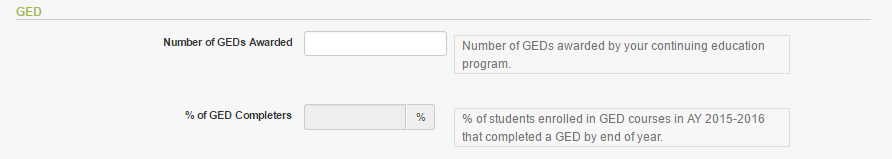 GED
Number of GEDs Awarded
Number of GEDs awarded by your continuing education
program.
% of GED Completers
%
% of students enrolled in GED courses in AY 2015-2016
that completed a GED by end of year.